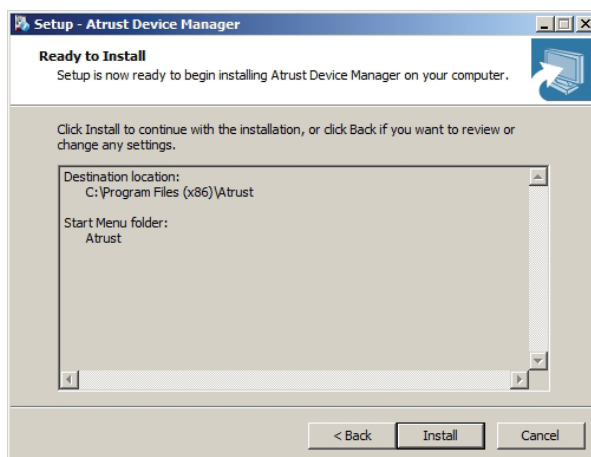 Setup - Atrust Device Manager
Ready to Install
Setup is now ready to begin installing Atrust Device Manager on your computer.
Click Install to continue with the installation, or click Back if you want to review or
change any settings.
Destination location:
C:\Program Files (x86)\Atrust
Start Menu folder:
Atrust
< Back
Install
Cancel